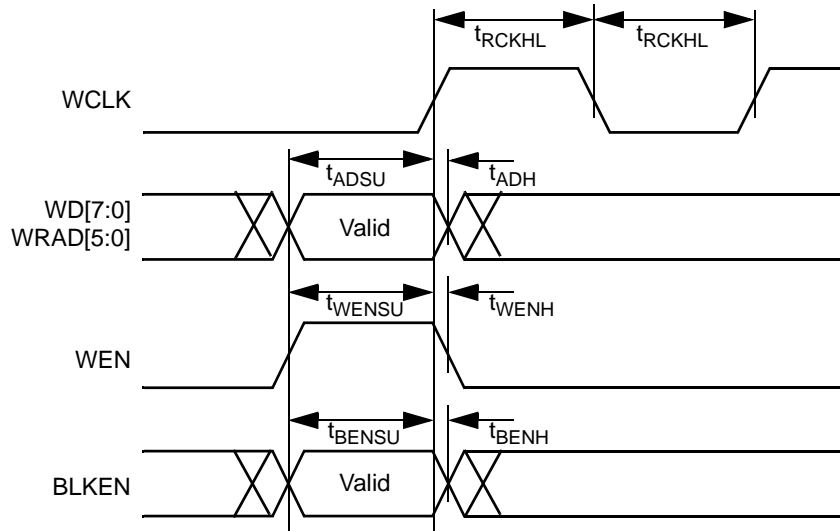 tRCKHL tRCKHL
WCLK
tADSU tADH
WD[7:0]
WRAD[5:0]
Valid
tWENSU tWENH
WEN
tBENSU tBENH
BLKEN
Valid